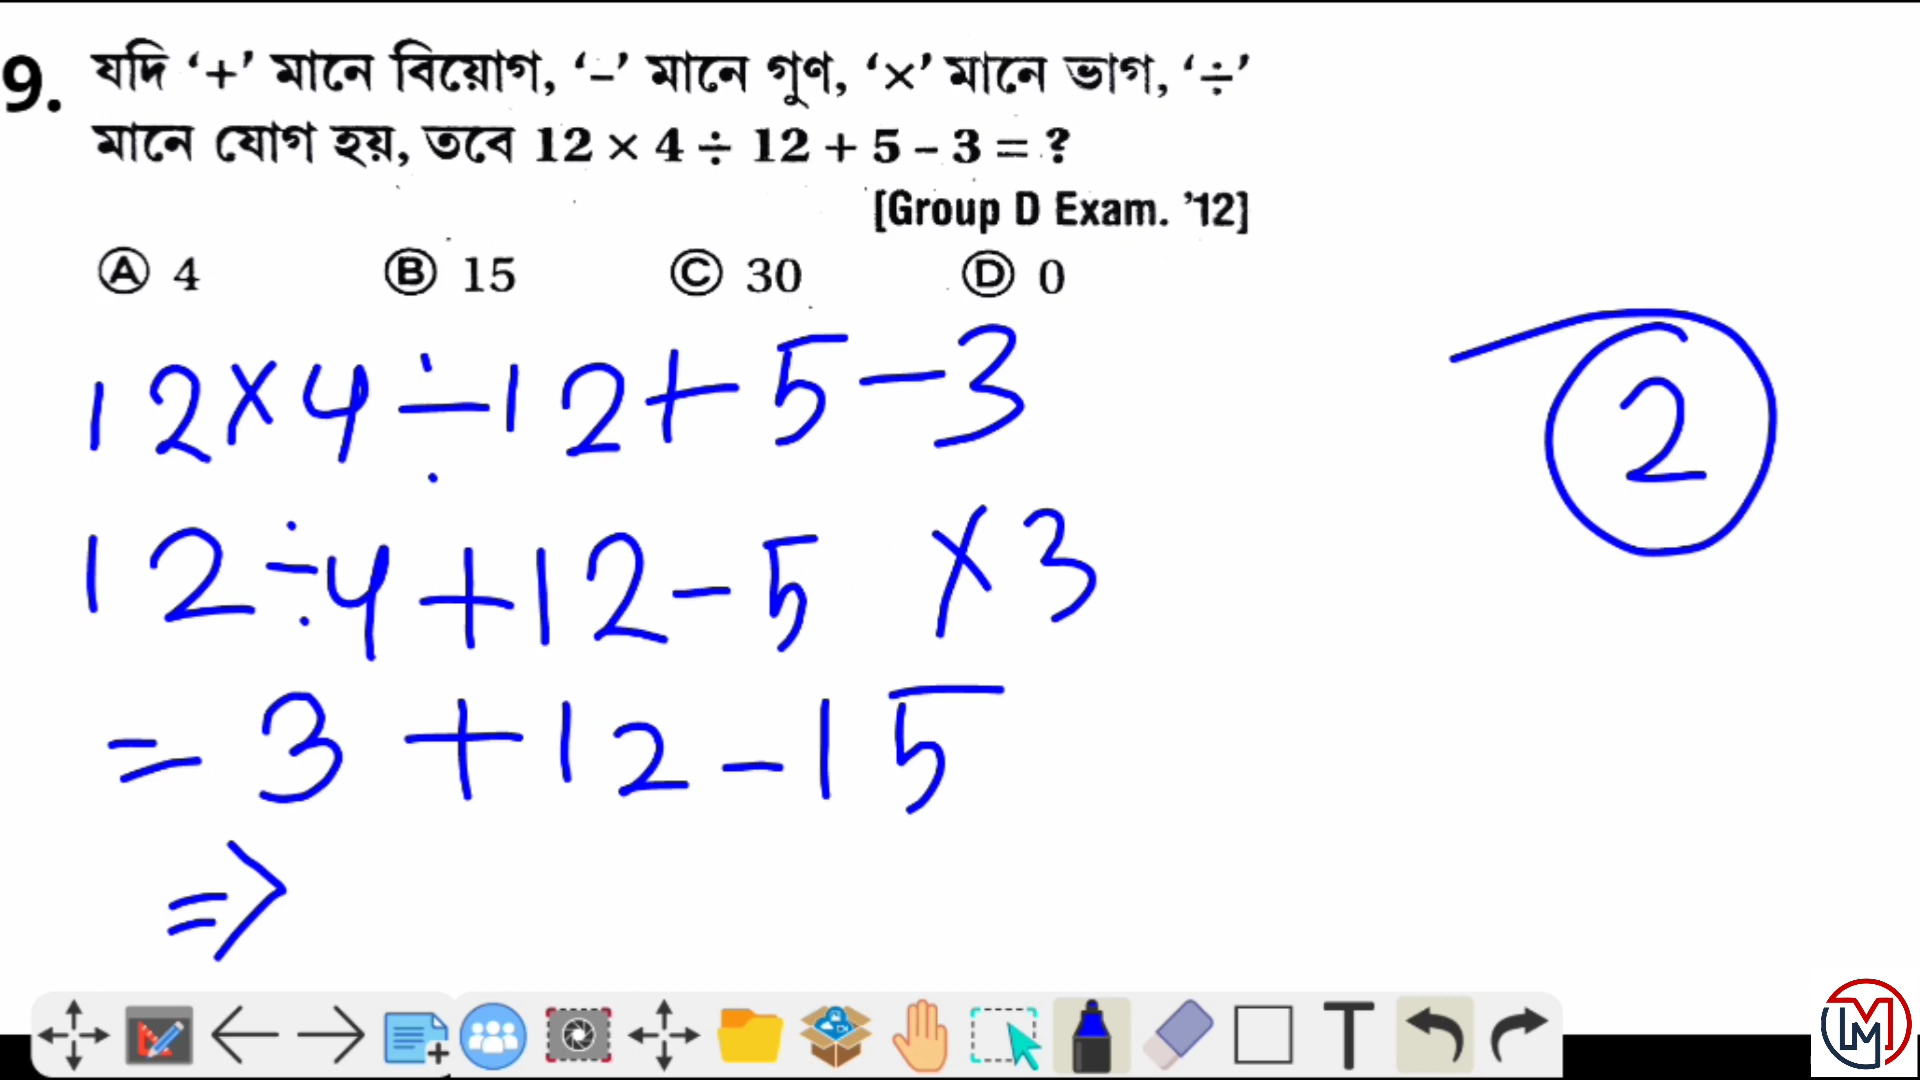 9. যদি ‘+’ মানে বিয়োগ, ‘–’ মানে গুণ, ‘×’ মানে ভাগ, ‘÷’
মানে যোগ হয়, তবে 12 × 4 ÷ 12 + 5 – 3 = ?
[Group D Exam. ’12]
Ⓐ 4 Ⓑ 15 Ⓒ 30 Ⓓ 0
12×4÷12+5–3
2
12÷4+12–5 ×3
= 3 +12–15
=>
T
M